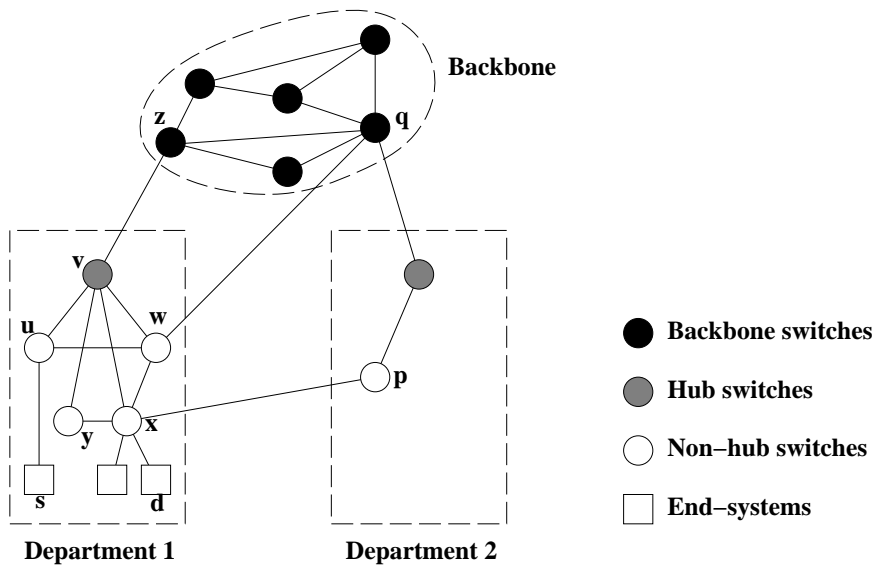 Backbone
z
q
v
u
w
p
x
y
s
d
Department 1
Department 2
Backbone switches
Hub switches
Non−hub switches
End−systems